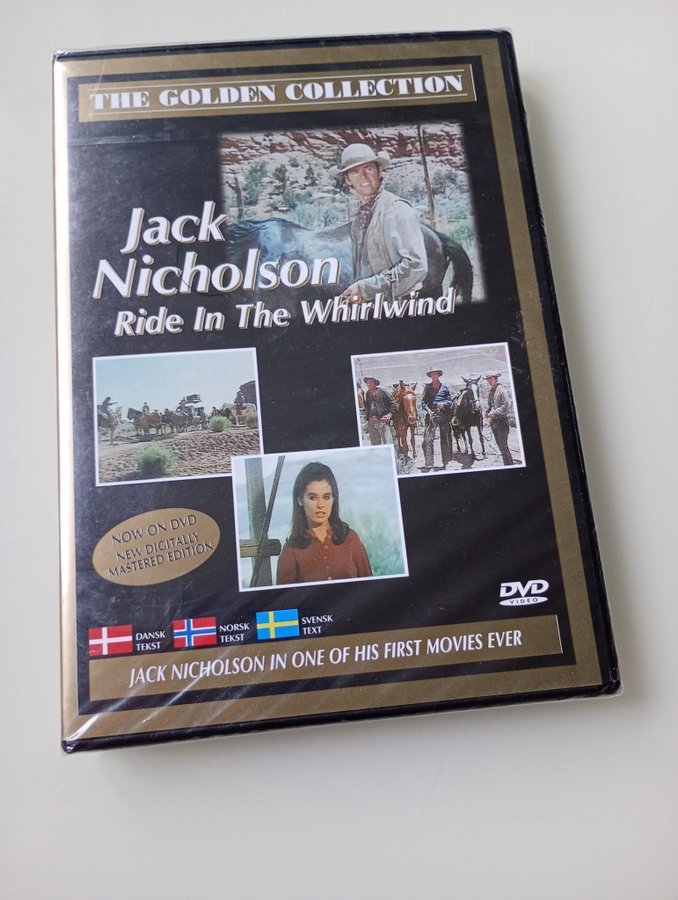 THE GOLDEN COLLECTION
Jack
Nicholson
Ride In The Whirlwind
NOW ON DVD
NEW DIGITALLY
MASTERED EDITION
DVD
VIDEO
DANSK
TEKST
NORSK
TEKST
SVENSK
TEXT
JACK NICHOLSON IN ONE OF HIS FIRST MOVIES EVER